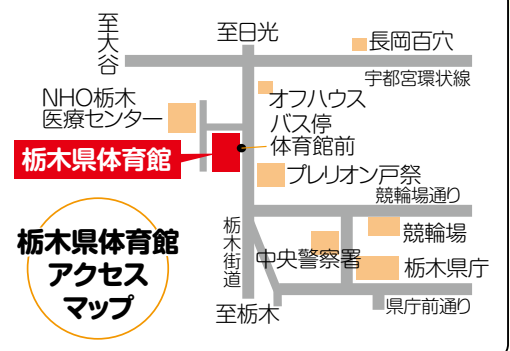 至大谷
至日光
長岡百穴
宇都宮環状線
NHO栃木
医療センター
オフハウス
バス停
体育館前
栃木県体育館
プレリオン戸祭
競輪場通り
栃木街道
競輪場
中央警察署
栃木県庁
県庁前通り
至栃木
栃木県体育館
アクセス
マップ